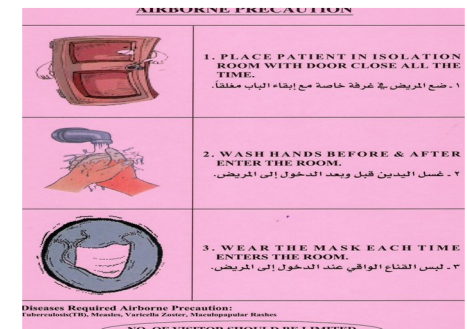 AIRBORNE PRECAUTION
1. PLACE PATIENT IN ISOLATION
ROOM WITH DOOR CLOSE ALL THE
TIME.
١ ـ ضع المريض في غرفة خاصة مع إبقاء الباب مغلقاً.
2. WASH HANDS BEFORE & AFTER
ENTER THE ROOM.
٢ ـ غسل اليدين قبل وبعد الدخول إلى المريض.
3. WEAR THE MASK EACH TIME
ENTERS THE ROOM.
٣ ـ لبس القناع الواقي عند الدخول إلى المريض.
Diseases Required Airborne Precaution:
Tuberculosis(TB), Measles, Varicella Zoster, Maculopapular Rashes
NO. OF VISITOR SHOULD BE LIMITED